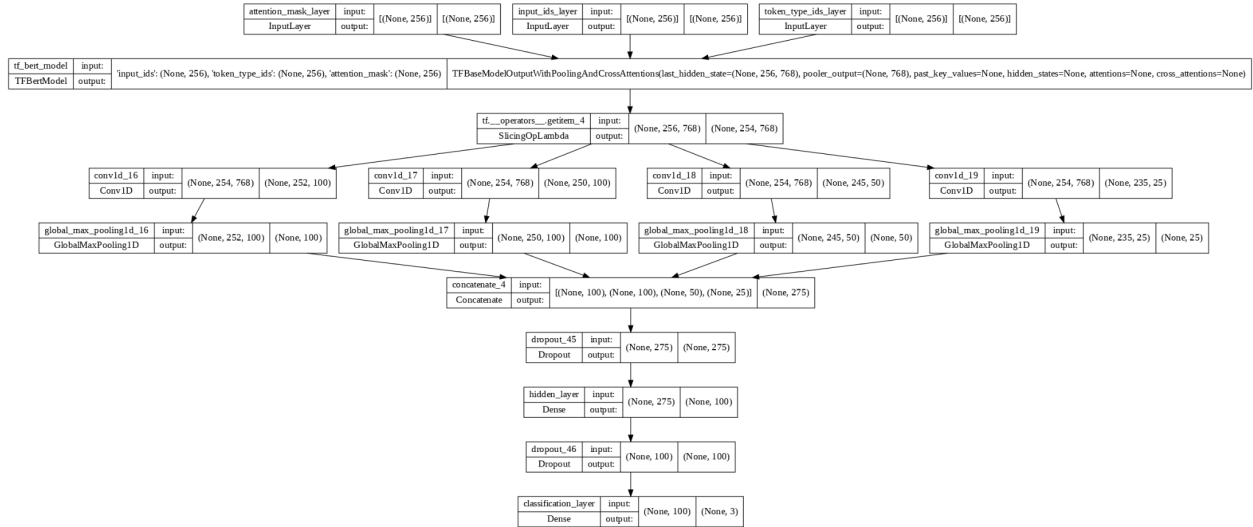 attention_mask_layer input: [(None, 256)] [(None, 256)]
InputLayer output:
input_ids_layer input: [(None, 256)] [(None, 256)]
InputLayer output:
token_type_ids_layer input: [(None, 256)] [(None, 256)]
InputLayer output:
tf_bert_model input: 'input_ids': (None, 256), 'token_type_ids': (None, 256), 'attention_mask': (None, 256) TFBaseModelOutputWithPoolingAndCrossAttentions(last_hidden_state=(None, 256, 768), pooler_output=(None, 768), past_key_values=None, hidden_states=None, attentions=None, cross_attentions=None)
TFBertModel output:
tf.__operators__.getitem_4 input: (None, 256, 768) (None, 254, 768)
SlicingOpLambda output:
conv1d_16 input: (None, 254, 768) (None, 252, 100)
Conv1D output:
conv1d_17 input: (None, 254, 768) (None, 250, 100)
Conv1D output:
conv1d_18 input: (None, 254, 768) (None, 245, 50)
Conv1D output:
conv1d_19 input: (None, 254, 768) (None, 235, 25)
Conv1D output:
global_max_pooling1d_16 input: (None, 252, 100) (None, 100)
GlobalMaxPooling1D output:
global_max_pooling1d_17 input: (None, 250, 100) (None, 100)
GlobalMaxPooling1D output:
global_max_pooling1d_18 input: (None, 245, 50) (None, 50)
GlobalMaxPooling1D output:
global_max_pooling1d_19 input: (None, 235, 25) (None, 25)
GlobalMaxPooling1D output:
concatenate_4 input: [(None, 100), (None, 100), (None, 50), (None, 25)] (None, 275)
Concatenate output:
dropout_45 input: (None, 275) (None, 275)
Dropout output:
hidden_layer input: (None, 275) (None, 100)
Dense output:
dropout_46 input: (None, 100) (None, 100)
Dropout output:
classification_layer input: (None, 100) (None, 3)
Dense output: